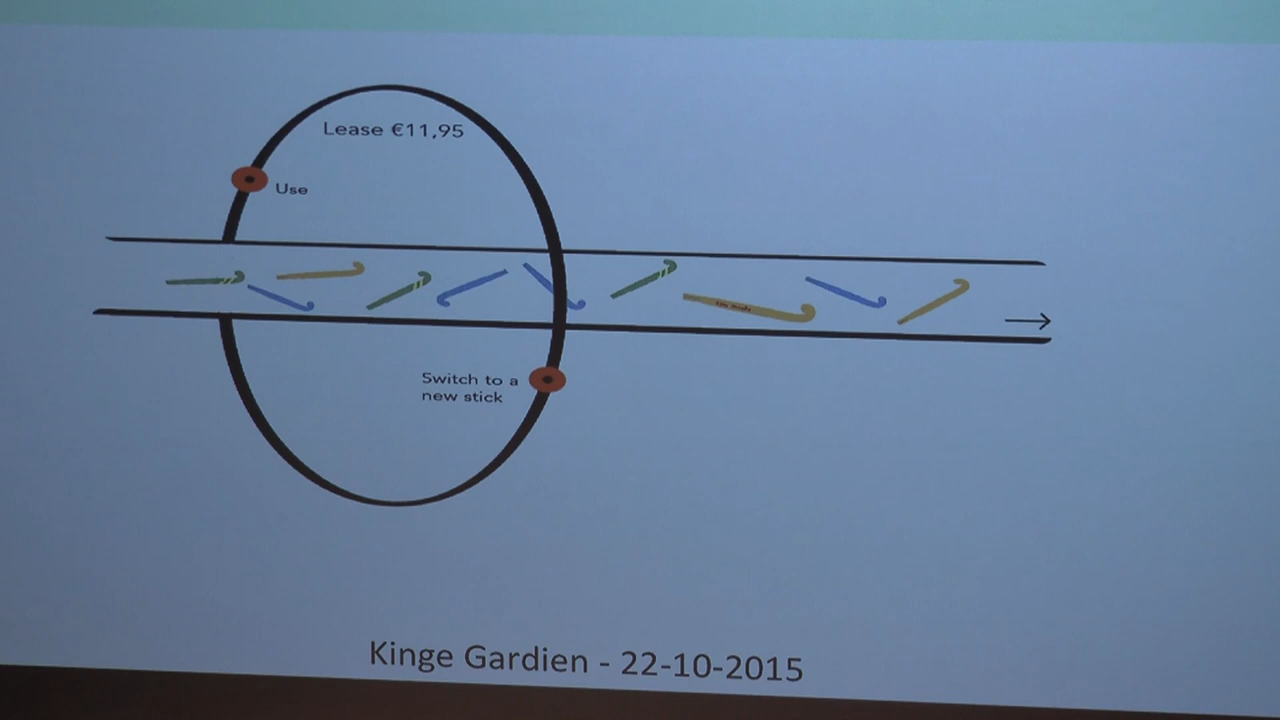 Lease €11,95
Use
Switch to a
new stick
Kinge Gardien - 22-10-2015